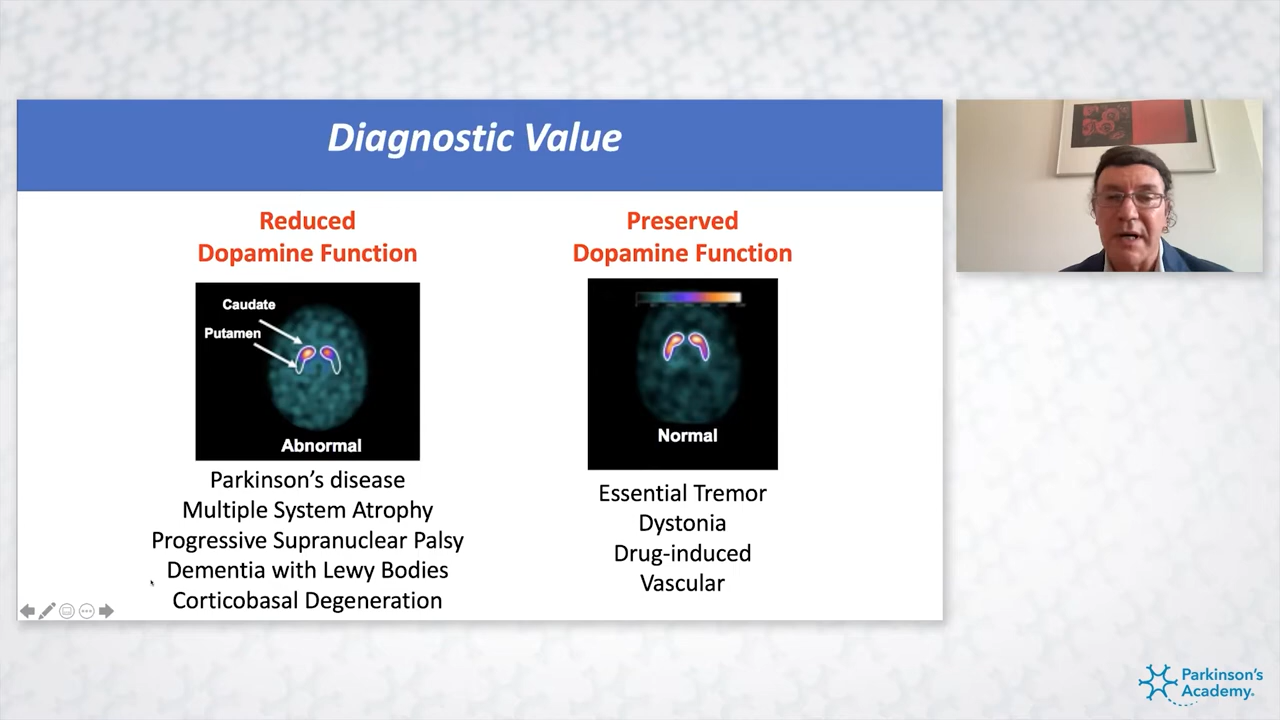 Diagnostic Value
Reduced
Dopamine Function
Caudate
Putamen
Abnormal
Parkinson's disease
Multiple System Atrophy
Progressive Supranuclear Palsy
Dementia with Lewy Bodies
Corticobasal Degeneration
Preserved
Dopamine Function
Normal
Essential Tremor
Dystonia
Drug-induced
Vascular
Parkinson's
Academy.